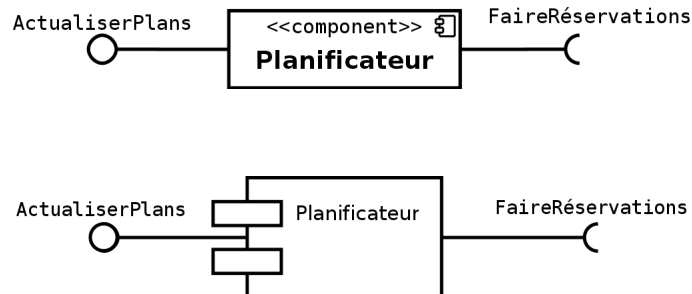 ActualiserPlans
<<component>>
Planificateur
FaireRéservations
ActualiserPlans
Planificateur
FaireRéservations